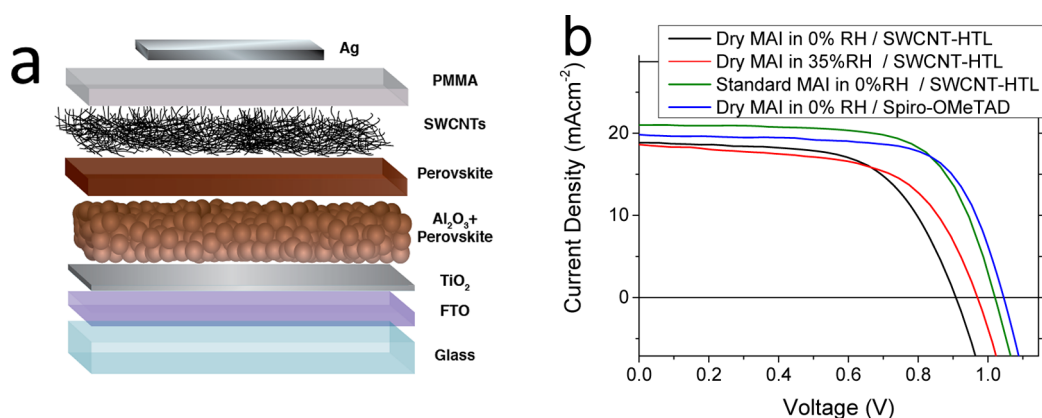 a
Ag
PMMA
SWCNTs
Perovskite
Al₂O₃+
Perovskite
TiO₂
FTO
Glass
b
Dry MAI in 0% RH / SWCNT-HTL
Dry MAI in 35%RH / SWCNT-HTL
Standard MAI in 0%RH / SWCNT-HTL
Dry MAI in 0% RH / Spiro-OMeTAD
Current Density (mAcm⁻²)
20
10
0
0.0 0.2 0.4 0.6 0.8 1.0
Voltage (V)